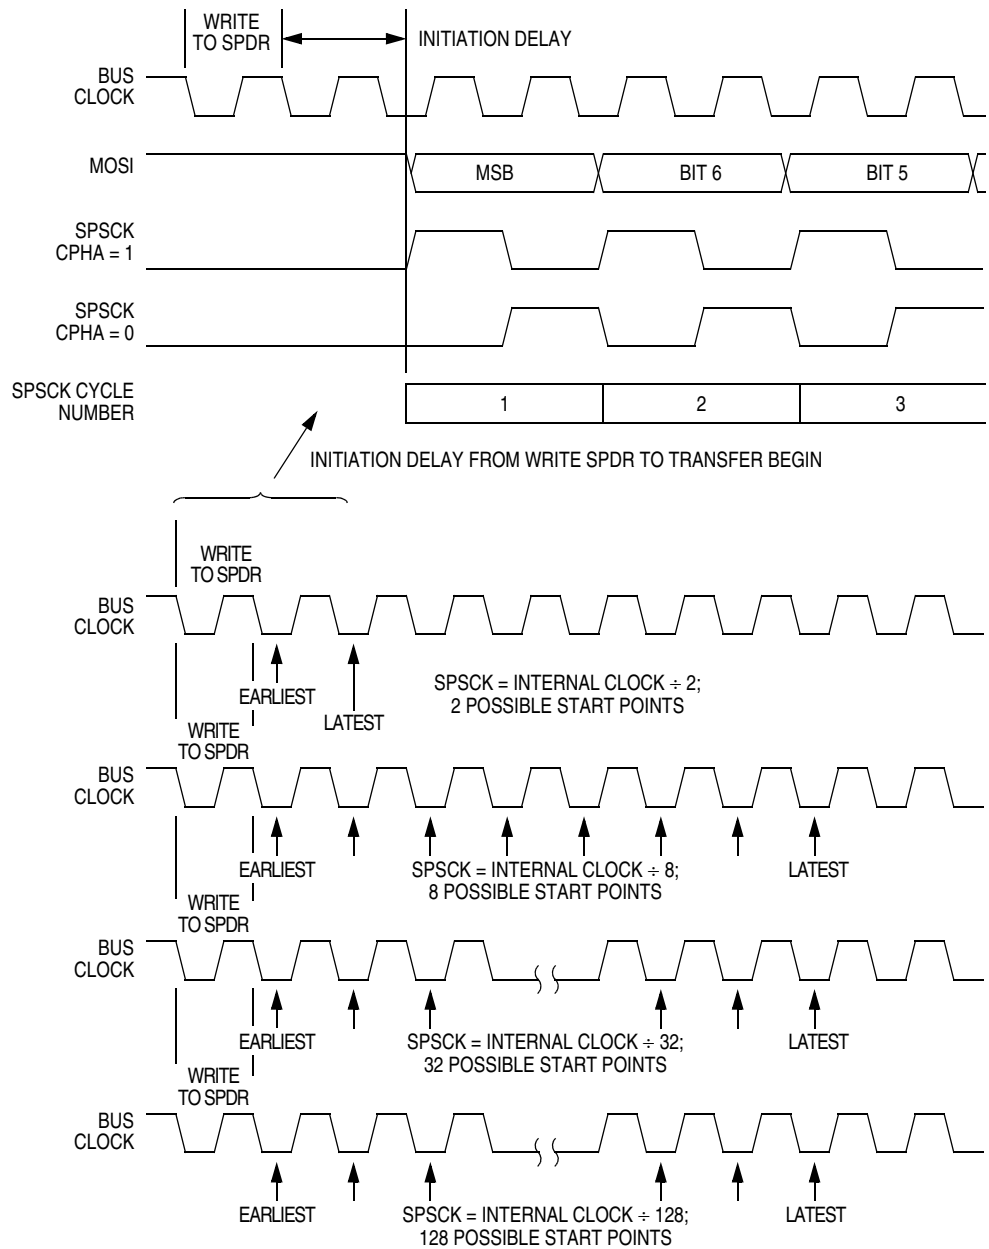 WRITE
TO SPDR
INITIATION DELAY
BUS
CLOCK
MOSI
MSB
BIT 6
BIT 5
SPSCK
CPHA = 1
SPSCK
CPHA = 0
SPSCK CYCLE
NUMBER
1
2
3
INITIATION DELAY FROM WRITE SPDR TO TRANSFER BEGIN
WRITE
TO SPDR
BUS
CLOCK
EARLIEST
LATEST
SPSCK = INTERNAL CLOCK ÷ 2;
2 POSSIBLE START POINTS
WRITE
TO SPDR
BUS
CLOCK
EARLIEST
SPSCK = INTERNAL CLOCK ÷ 8;
8 POSSIBLE START POINTS
LATEST
WRITE
TO SPDR
BUS
CLOCK
EARLIEST
SPSCK = INTERNAL CLOCK ÷ 32;
32 POSSIBLE START POINTS
LATEST
WRITE
TO SPDR
BUS
CLOCK
EARLIEST
SPSCK = INTERNAL CLOCK ÷ 128;
128 POSSIBLE START POINTS
LATEST